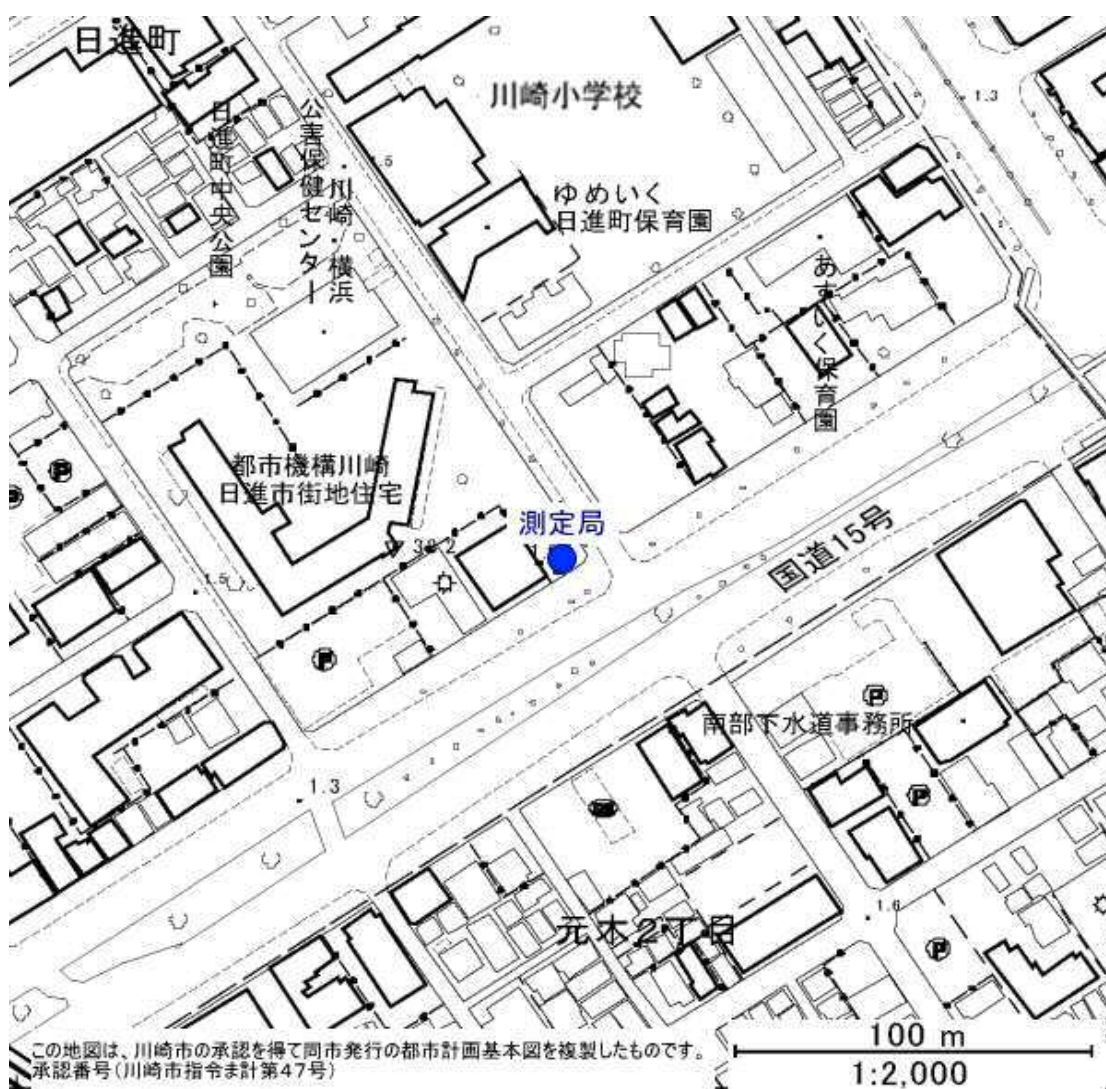 日進町
川崎小学校
1.3
公害保健センター
川崎・横浜
日進町中央公園
ゆめいく
日進町保育園
あすいく保育園
都市機構川崎
日進市街地住宅
測定局
国道15号
1.5
P
P
南部下水道事務所
1.3
P
1.6
P
元木2丁目
この地図は、川崎市の承認を得て同市発行の都市計画基本図を複製したものです。
承認番号(川崎市指令ま計第47号)
100 m
1:2,000